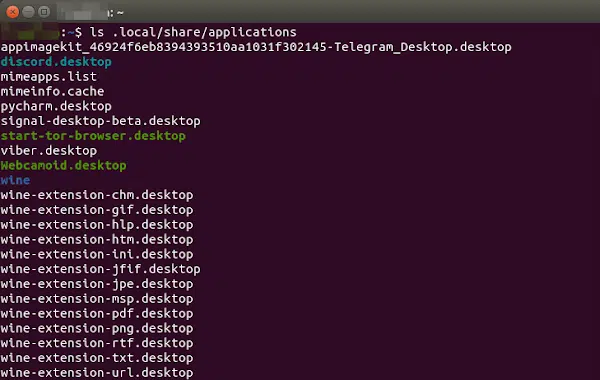 : ~
:~$ ls .local/share/applications
appimagekit_46924f6eb8394393510aa1031f302145-Telegram_Desktop.desktop
discord.desktop
mimeapps.list
mimeinfo.cache
pycharm.desktop
signal-desktop-beta.desktop
start-tor-browser.desktop
viber.desktop
Webcamoid.desktop
wine
wine-extension-chm.desktop
wine-extension-gif.desktop
wine-extension-hlp.desktop
wine-extension-htm.desktop
wine-extension-ini.desktop
wine-extension-jfif.desktop
wine-extension-jpe.desktop
wine-extension-msp.desktop
wine-extension-pdf.desktop
wine-extension-png.desktop
wine-extension-rtf.desktop
wine-extension-txt.desktop
wine-extension-url.desktop